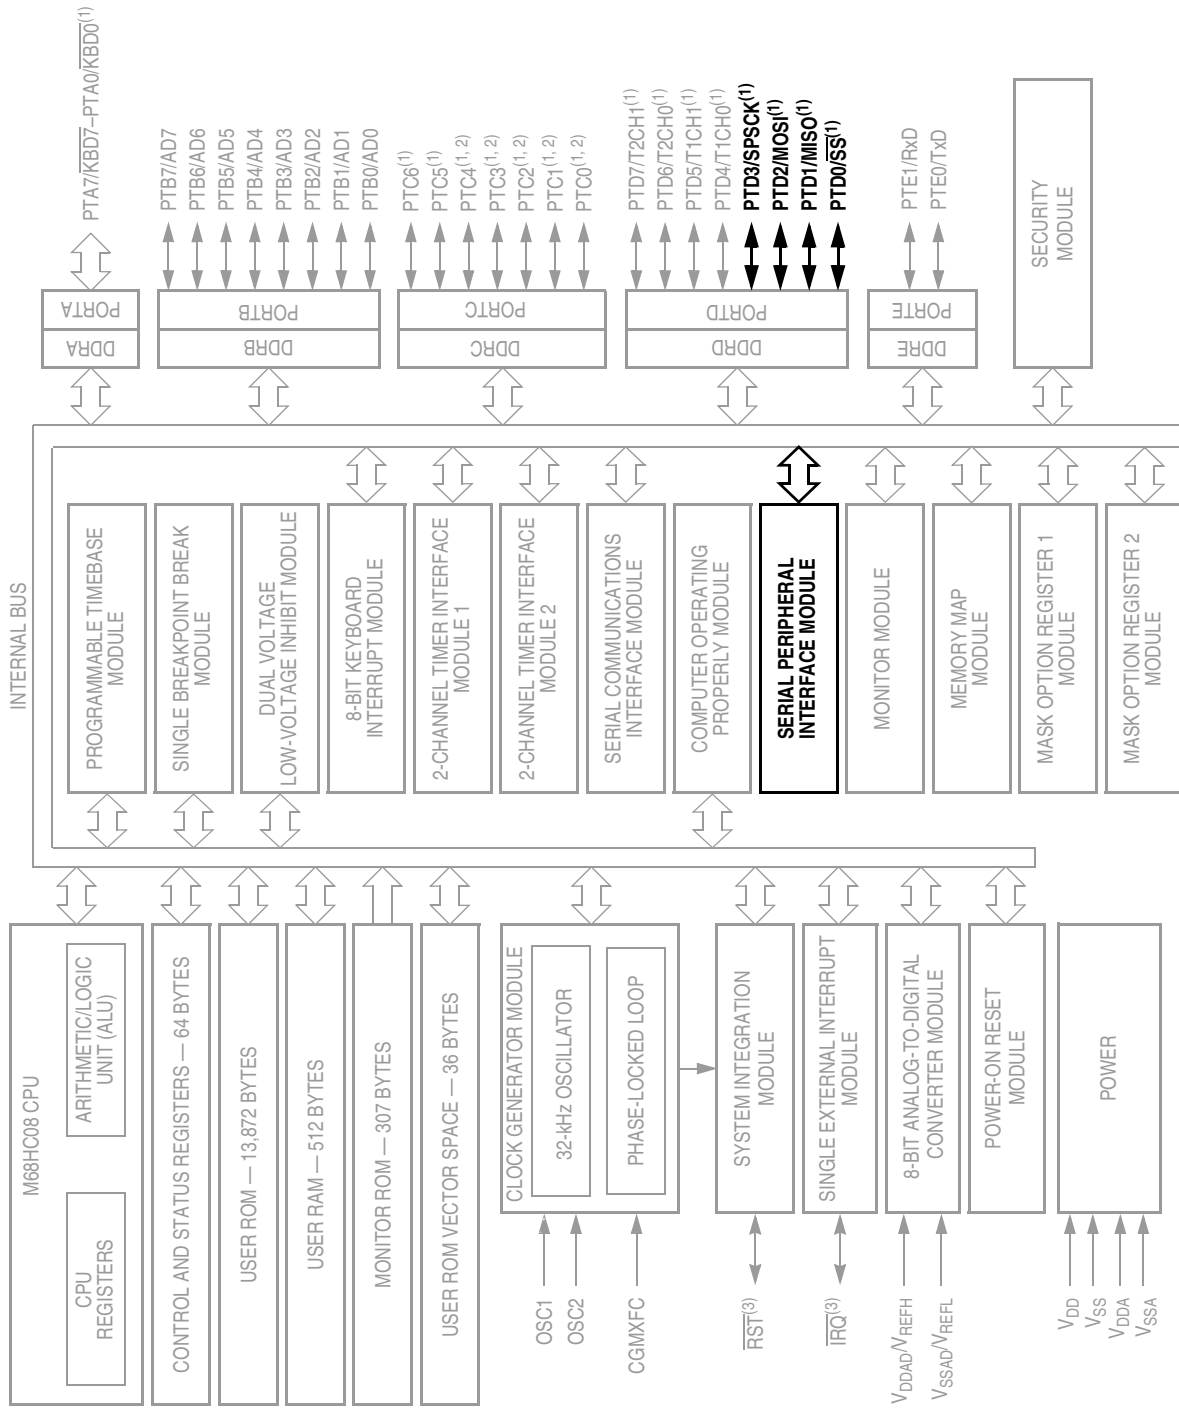 INTERNAL BUS
M68HC08 CPU
CPU
REGISTERS
ARITHMETIC/LOGIC
UNIT (ALU)
CONTROL AND STATUS REGISTERS — 64 BYTES
USER ROM — 13,872 BYTES
USER RAM — 512 BYTES
MONITOR ROM — 307 BYTES
USER ROM VECTOR SPACE — 36 BYTES
CLOCK GENERATOR MODULE
32-kHz OSCILLATOR
PHASE-LOCKED LOOP
OSC1
OSC2
CGMXFC
SYSTEM INTEGRATION
MODULE
RST(3)
SINGLE EXTERNAL INTERRUPT
MODULE
IRQ(3)
8-BIT ANALOG-TO-DIGITAL
CONVERTER MODULE
VDDAD/VREFH
VSSAD/VREFL
POWER-ON RESET
MODULE
POWER
VDD
VSS
VDDA
VSSA
PROGRAMMABLE TIMEBASE
MODULE
SINGLE BREAKPOINT BREAK
MODULE
DUAL VOLTAGE
LOW-VOLTAGE INHIBIT MODULE
8-BIT KEYBOARD
INTERRUPT MODULE
2-CHANNEL TIMER INTERFACE
MODULE 1
2-CHANNEL TIMER INTERFACE
MODULE 2
SERIAL COMMUNICATIONS
INTERFACE MODULE
COMPUTER OPERATING
PROPERLY MODULE
SERIAL PERIPHERAL
INTERFACE MODULE
MONITOR MODULE
MEMORY MAP
MODULE
MASK OPTION REGISTER 1
MODULE
MASK OPTION REGISTER 2
MODULE
DDRA
PORTA
PTA7/KBD7–PTA0/KBD0(1)
DDRB
PORTB
PTB7/AD7
PTB6/AD6
PTB5/AD5
PTB4/AD4
PTB3/AD3
PTB2/AD2
PTB1/AD1
PTB0/AD0
DDRC
PORTC
PTC6(1)
PTC5(1)
PTC4(1, 2)
PTC3(1, 2)
PTC2(1, 2)
PTC1(1, 2)
PTC0(1, 2)
DDRD
PORTD
PTD7/T2CH1(1)
PTD6/T2CH0(1)
PTD5/T1CH1(1)
PTD4/T1CH0(1)
PTD3/SPSCK(1)
PTD2/MOSI(1)
PTD1/MISO(1)
PTD0/SS(1)
DDRE
PORTE
PTE1/RxD
PTE0/TxD
SECURITY
MODULE